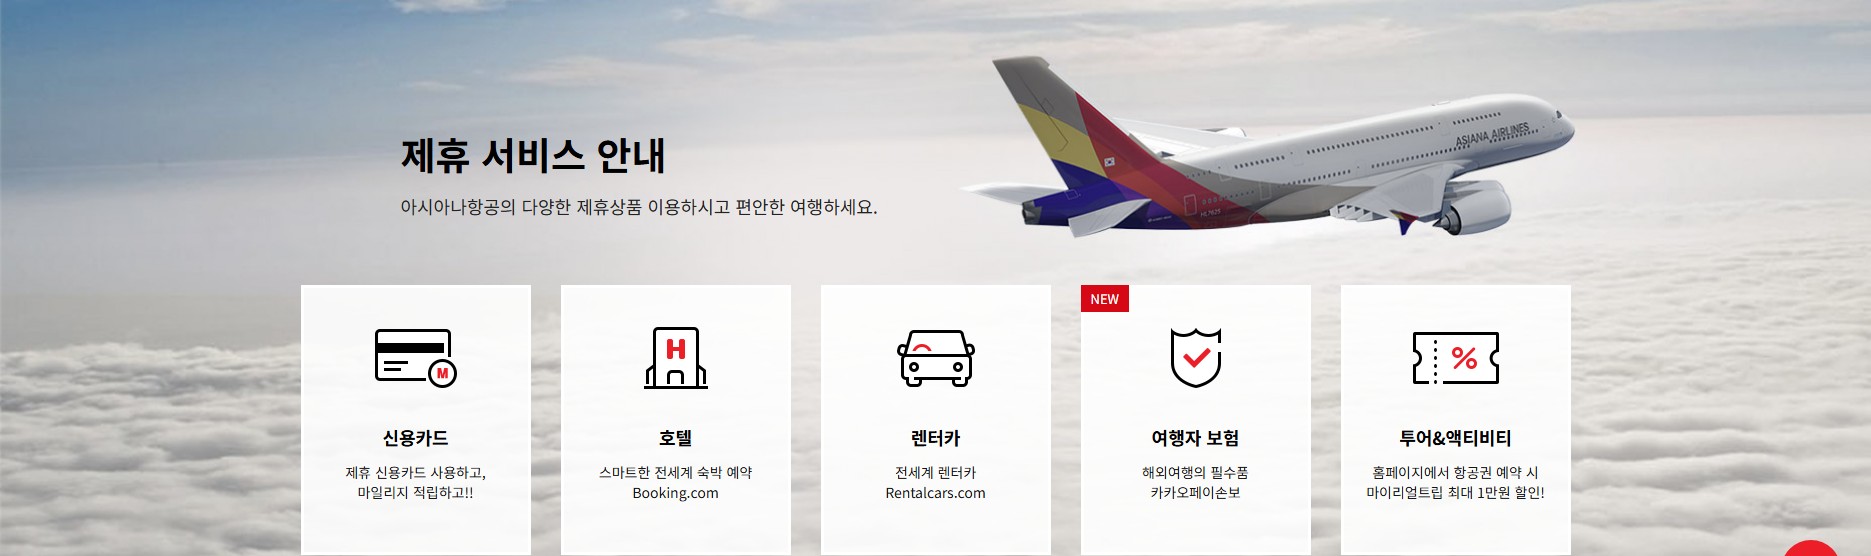 제휴 서비스 안내
아시아나항공의 다양한 제휴상품 이용하시고 편안한 여행하세요.
ASIANA AIRLINES
HL7625
M
신용카드
제휴 신용카드 사용하고,
마일리지 적립하고!!
H
호텔
스마트한 전세계 숙박 예약
Booking.com
렌터카
전세계 렌터카
Rentalcars.com
NEW
여행자 보험
해외여행의 필수품
카카오페이손보
%
투어&액티비티
홈페이지에서 항공권 예약 시
마이리얼트립 최대 1만원 할인!